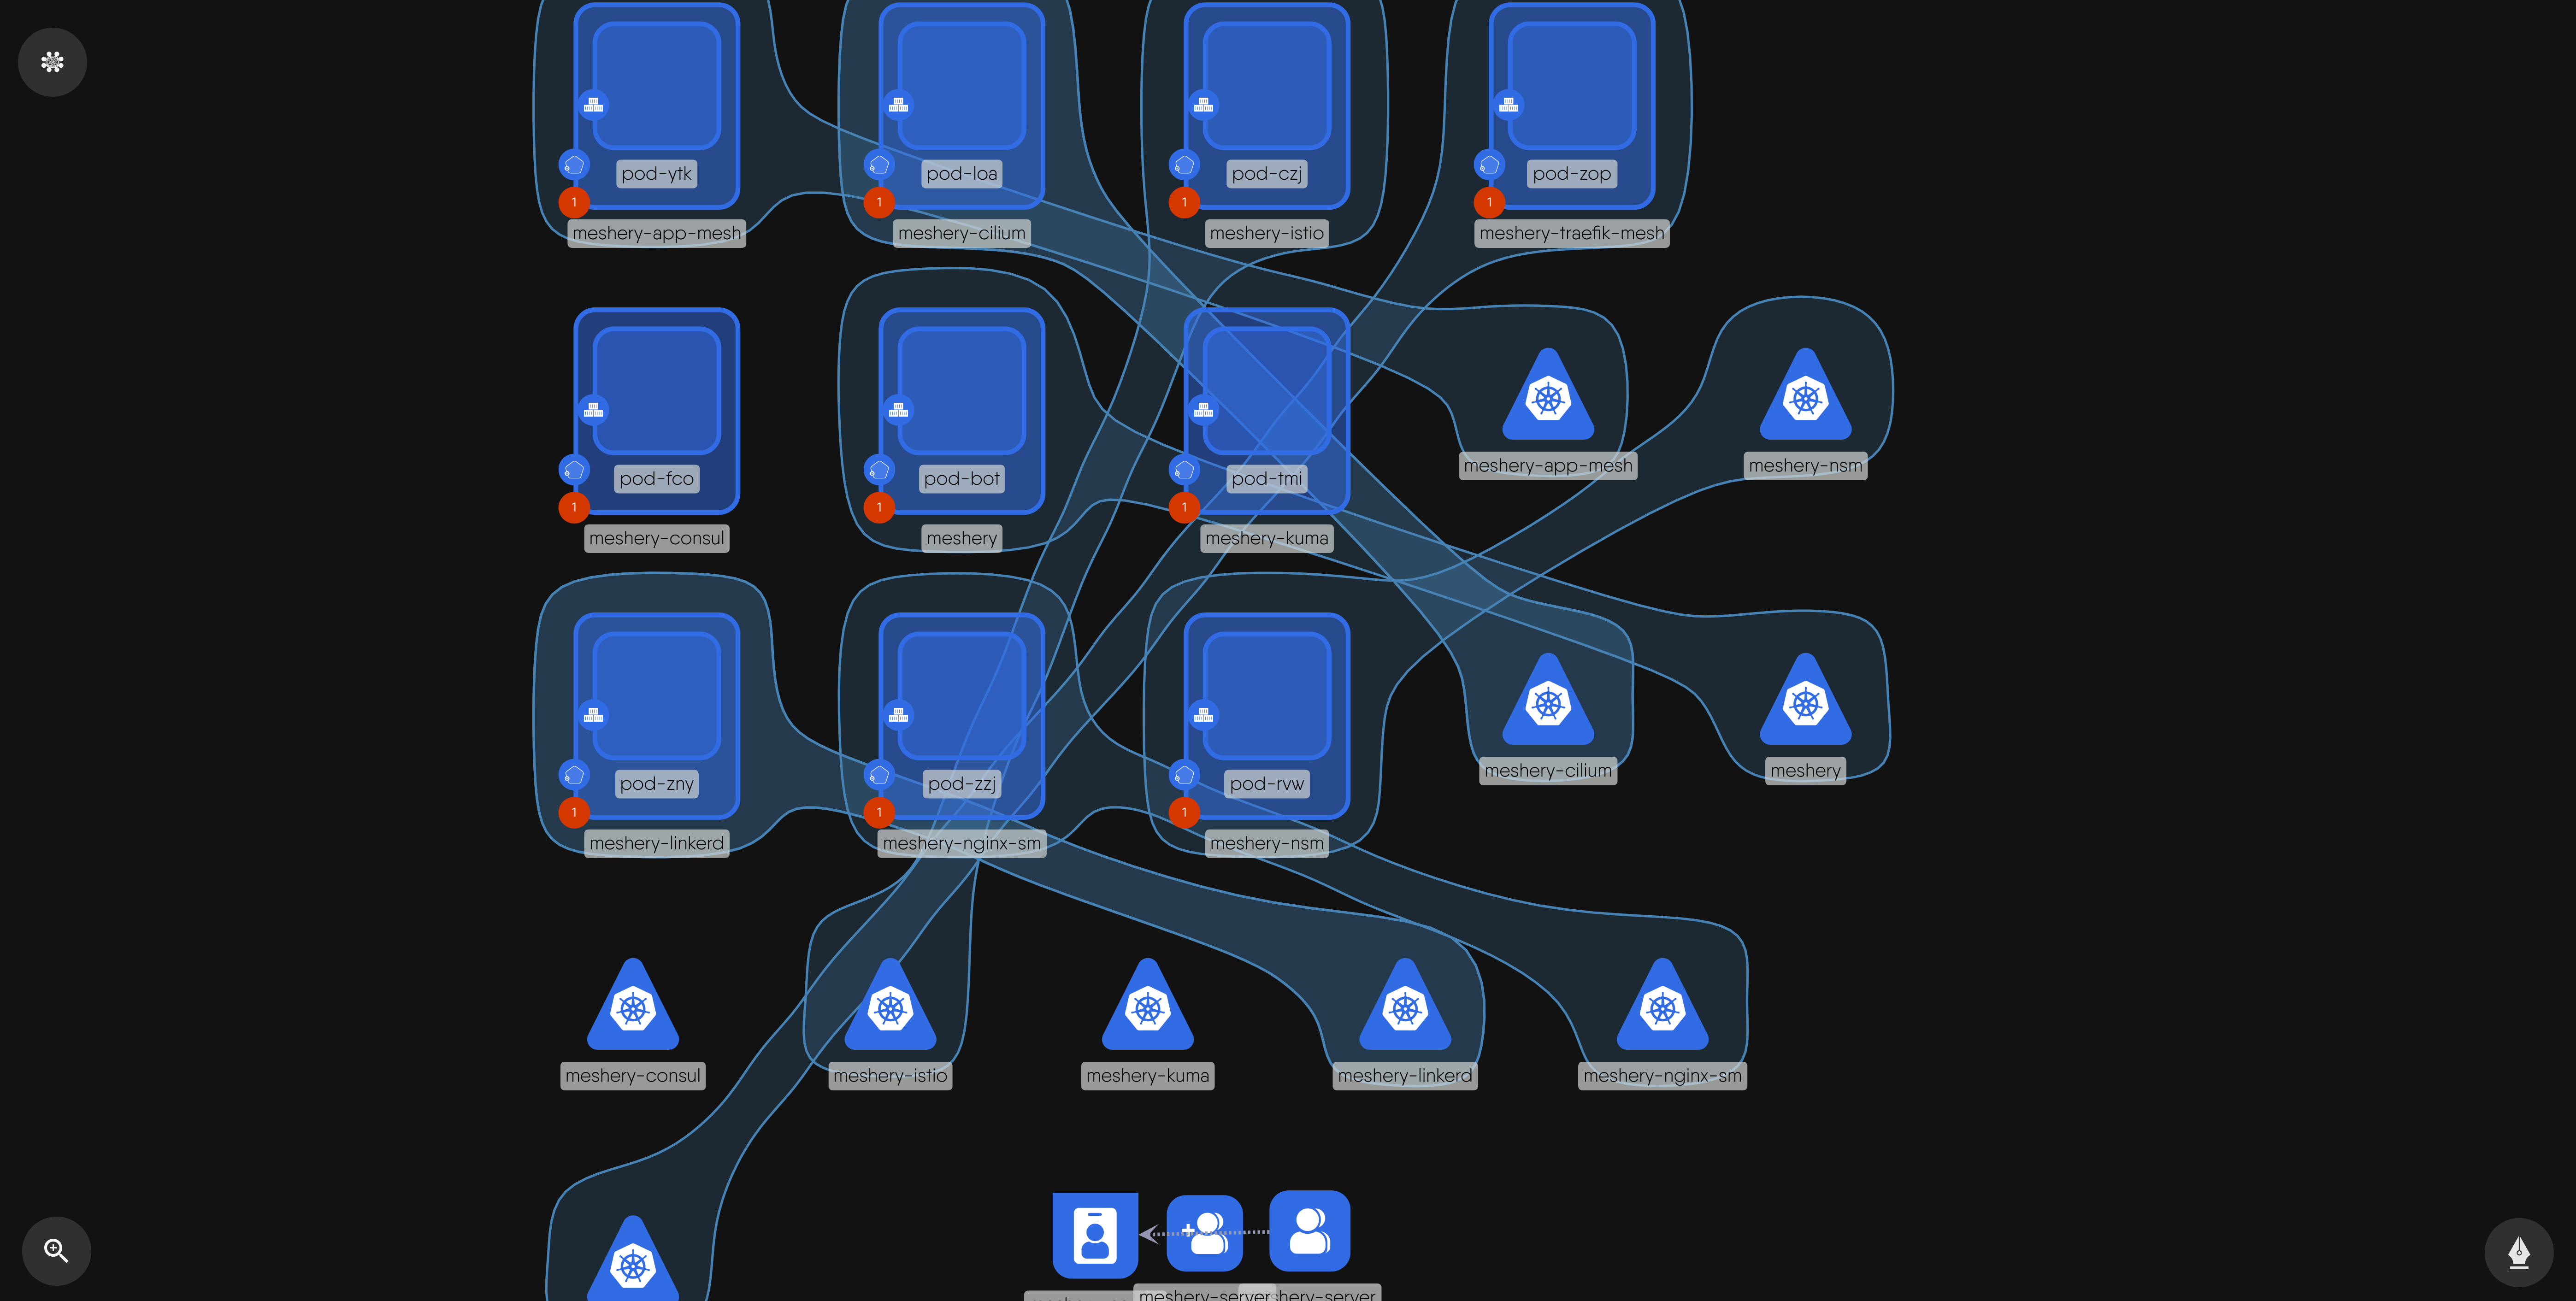 pod-ytk
pod-loa
pod-czj
pod-zop
1
1
1
1
meshery-app-mesh
meshery-cilium
meshery-istio
meshery-traefik-mesh
pod-fco
pod-bot
pod-tmi
meshery-app-mesh
meshery-nsm
1
1
1
meshery-consul
meshery
meshery-kuma
pod-zny
pod-zzj
pod-rvw
meshery-cilium
meshery
1
1
1
meshery-linkerd
meshery-nginx-sm
meshery-nsm
meshery-consul
meshery-istio
meshery-kuma
meshery-linkerd
meshery-nginx-sm
meshery-server